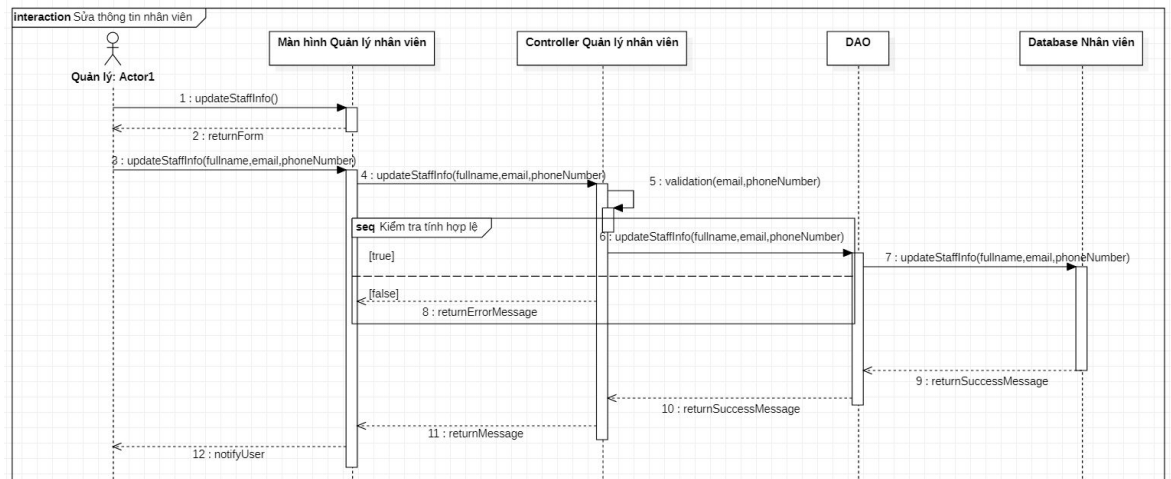 interaction Sửa thông tin nhân viên
Màn hình Quản lý nhân viên
Controller Quản lý nhân viên
DAO
Database Nhân viên
Quản lý: Actor1
1 : updateStaffInfo()
2 : returnForm
3 : updateStaffInfo(fullname,email,phoneNumber)
4 : updateStaffInfo(fullname,email,phoneNumber)
5 : validation(email,phoneNumber)
seq Kiểm tra tính hợp lệ
6 : updateStaffInfo(fullname,email,phoneNumber)
[true]
7 : updateStaffInfo(fullname,email,phoneNumber)
[false]
8 : returnErrorMessage
9 : returnSuccessMessage
10 : returnSuccessMessage
11 : returnMessage
12 : notifyUser